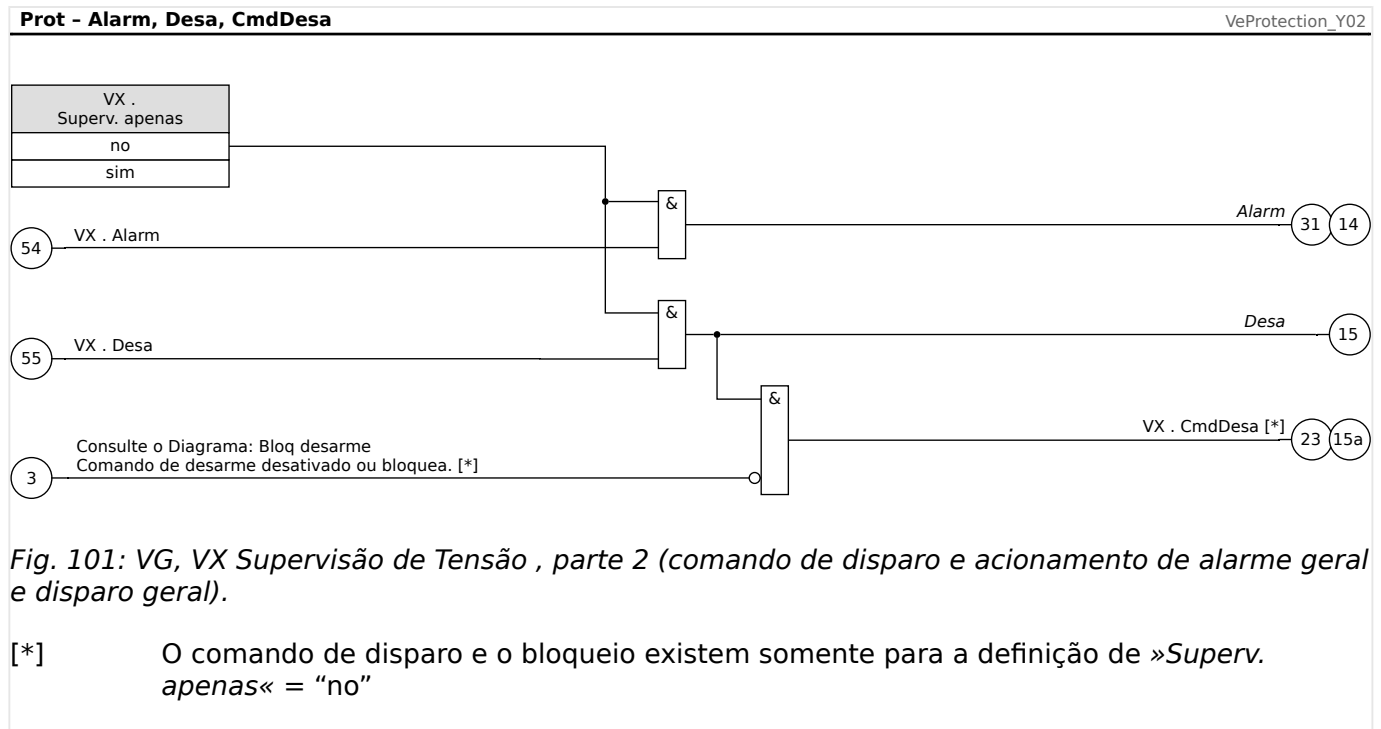 Prot – Alarm, Desa, CmdDesa
VeProtection_Y02
VX .
Superv. apenas
no
sim
&
Alarm
31 14
54
VX . Alarm
&
Desa
15
55
VX . Desa
&
VX . CmdDesa [*]
23 15a
Consulte o Diagrama: Bloq desarme
Comando de desarme desativado ou bloquea. [*]
3
Fig. 101: VG, VX Supervisão de Tensão , parte 2 (comando de disparo e acionamento de alarme geral
e disparo geral).
[*] O comando de disparo e o bloqueio existem somente para a definição de »Superv.
apenas« = “no”